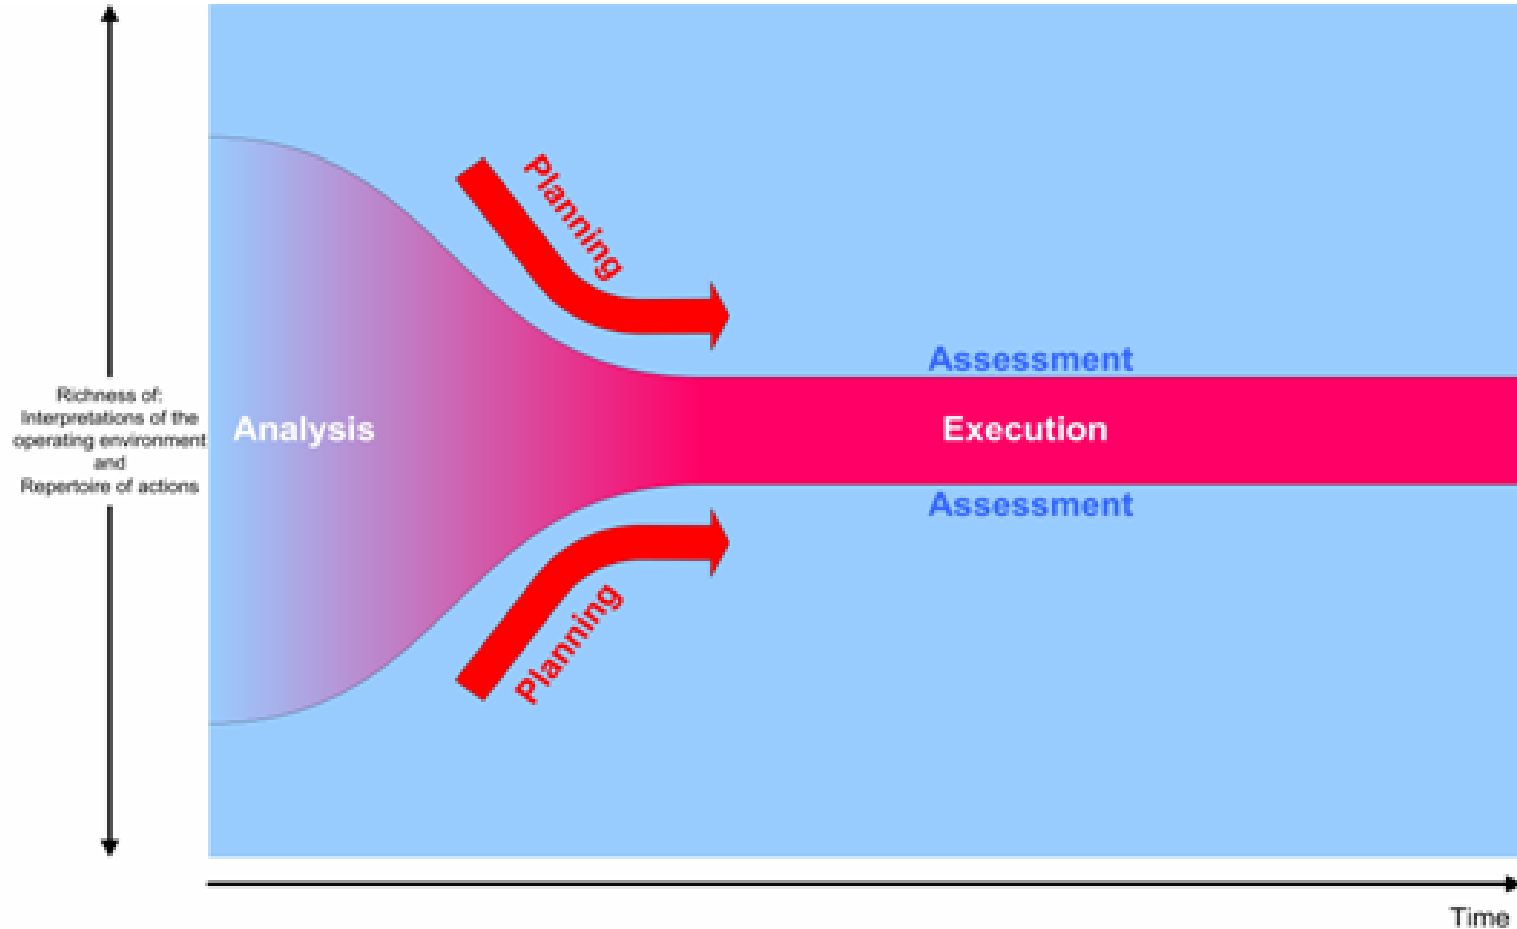 Planning
Assessment
Richness of:
Interpretations of the
operating environment
and
Repertoire of actions
Analysis
Execution
Assessment
Planning
Time